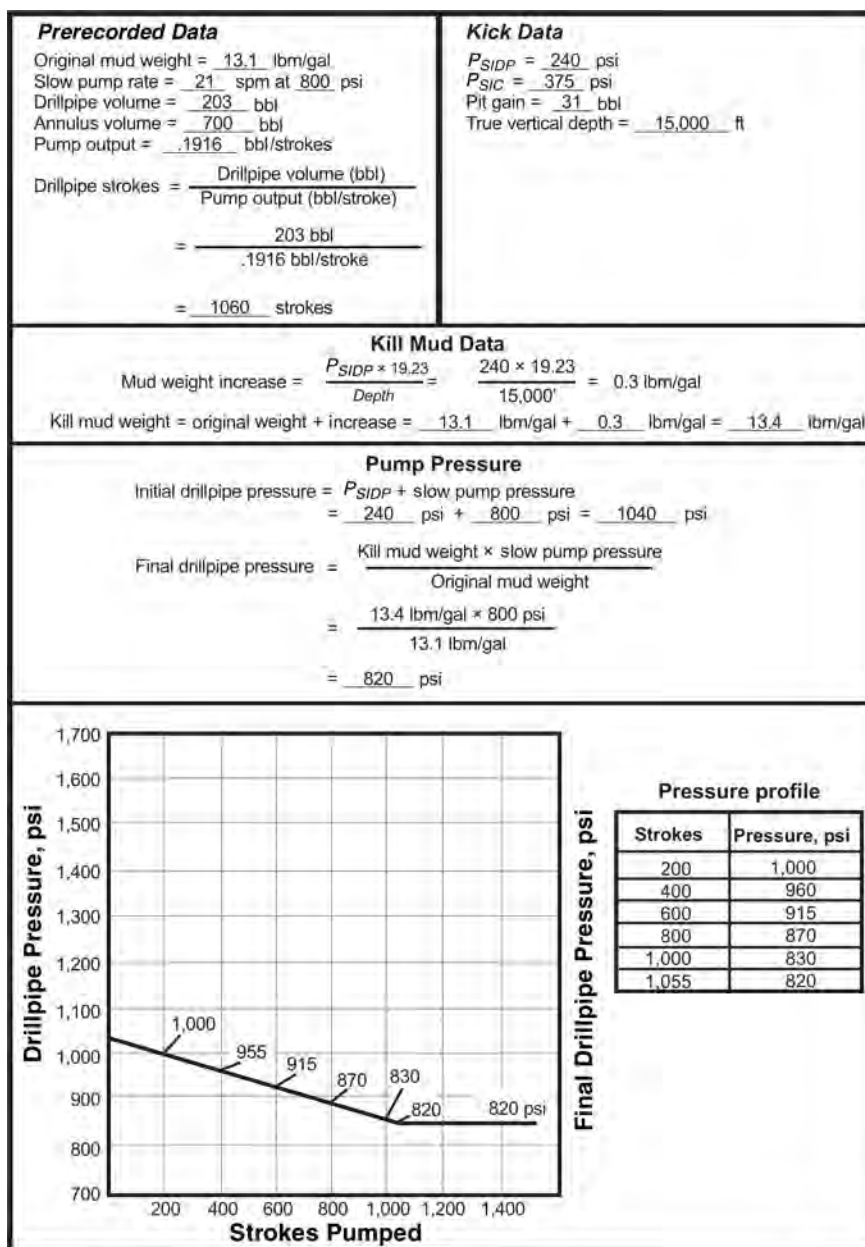 Prerecorded Data
Original mud weight = 13.1 lbm/gal
Slow pump rate = 21 spm at 800 psi
Drillpipe volume = 203 bbl
Annulus volume = 700 bbl
Pump output = .1916 bbl/strokes
Drillpipe strokes = Drillpipe volume (bbl)
Pump output (bbl/stroke)
= 203 bbl
.1916 bbl/stroke
= 1060 strokes
Kick Data
PSIDP = 240 psi
PSIC = 375 psi
Pit gain = 31 bbl
True vertical depth = 15,000 ft
Kill Mud Data
Mud weight increase = PSIDP × 19.23 = 240 × 19.23 = 0.3 lbm/gal
Depth 15,000'
Kill mud weight = original weight + increase = 13.1 lbm/gal + 0.3 lbm/gal = 13.4 lbm/gal
Pump Pressure
Initial drillpipe pressure = PSIDP + slow pump pressure
= 240 psi + 800 psi = 1040 psi
Final drillpipe pressure = Kill mud weight × slow pump pressure
Original mud weight
= 13.4 lbm/gal × 800 psi
13.1 lbm/gal
= 820 psi
Drillpipe Pressure, psi
1,700
1,600
1,500
1,400
1,300
1,200
1,100
1,000
900
800
700
1,000
955
915
870
830
820
820 psi
200 400 600 800 1,000 1,200 1,400
Strokes Pumped
Final Drillpipe Pressure, psi
Pressure profile
Strokes Pressure, psi
200 1,000
400 960
600 915
800 870
1,000 830
1,055 820